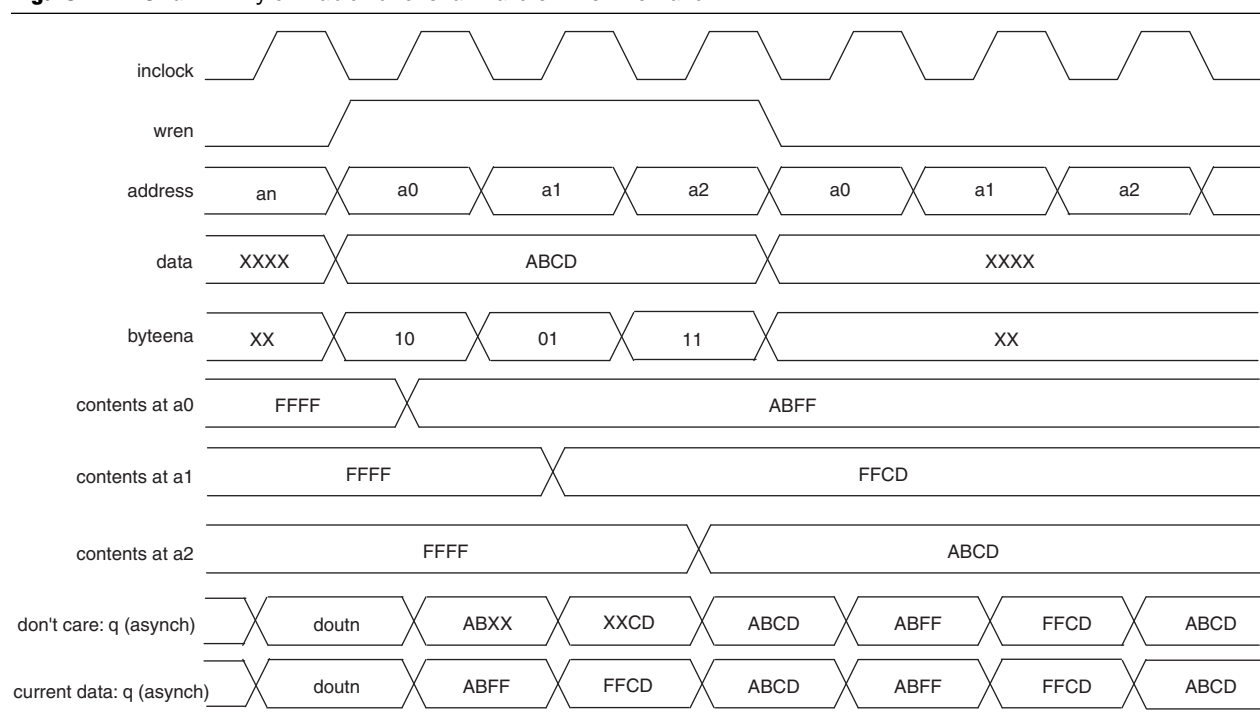 inclock
wren
address an a0 a1 a2 a0 a1 a2
data XXXX ABCD XXXX
byteena XX 10 01 11 XX
contents at a0 FFFF ABFF
contents at a1 FFFF FFCD
contents at a2 FFFF ABCD
don't care: q (asynch) doutn ABXX XXCD ABCD ABFF FFCD ABCD
current data: q (asynch) doutn ABFF FFCD ABCD ABFF FFCD ABCD